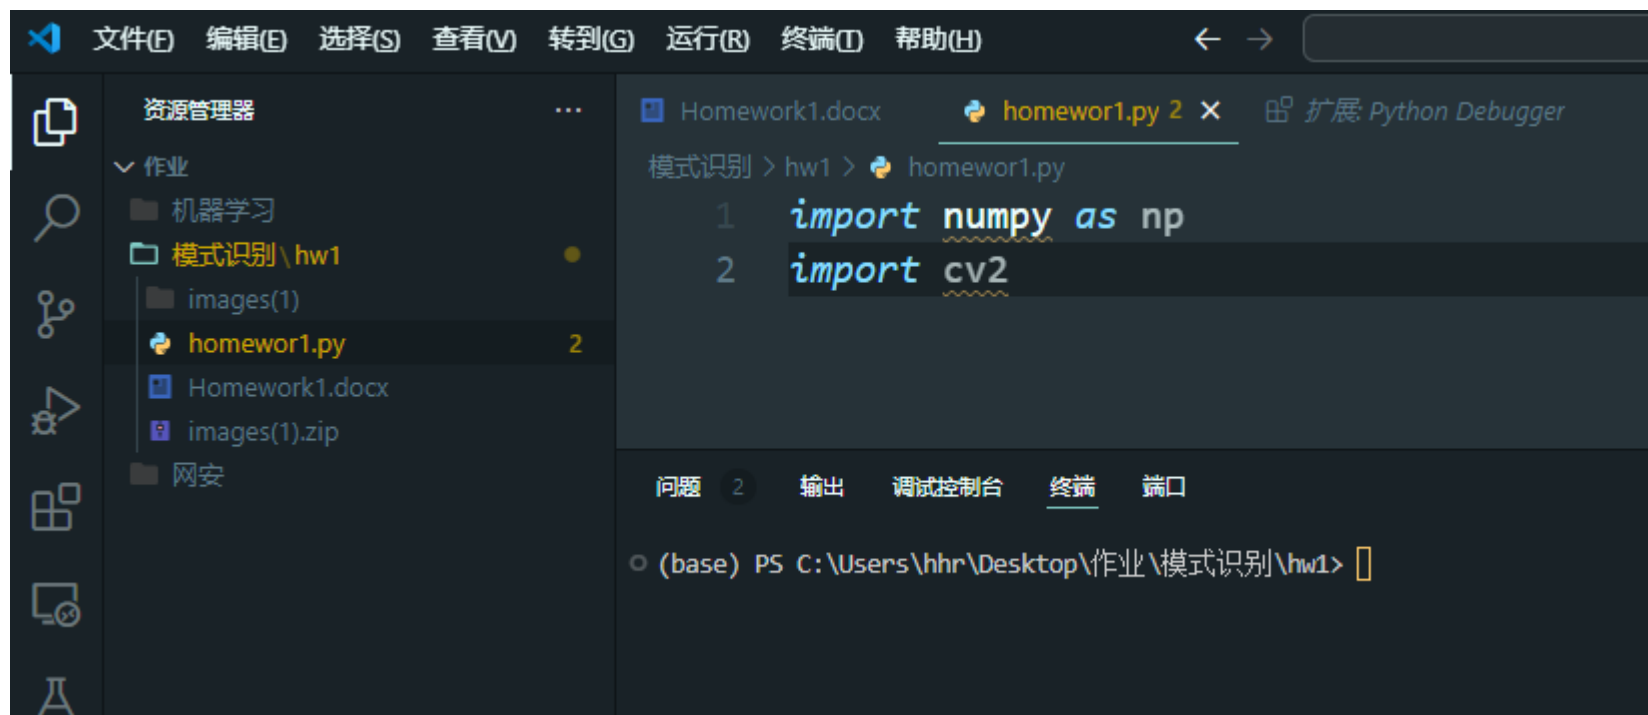 文件(F) 编辑(E) 选择(S) 查看(V) 转到(G) 运行(R) 终端(T) 帮助(H)
资源管理器
作业
机器学习
模式识别\hw1
images(1)
homewor1.py 2
Homework1.docx
images(1).zip
网安
Homework1.docx homewor1.py 2 扩展: Python Debugger
模式识别 > hw1 > homewor1.py
1 import numpy as np
2 import cv2
问题 2 输出 调试控制台 终端 端口
(base) PS C:\Users\hhr\Desktop\作业\模式识别\hw1>